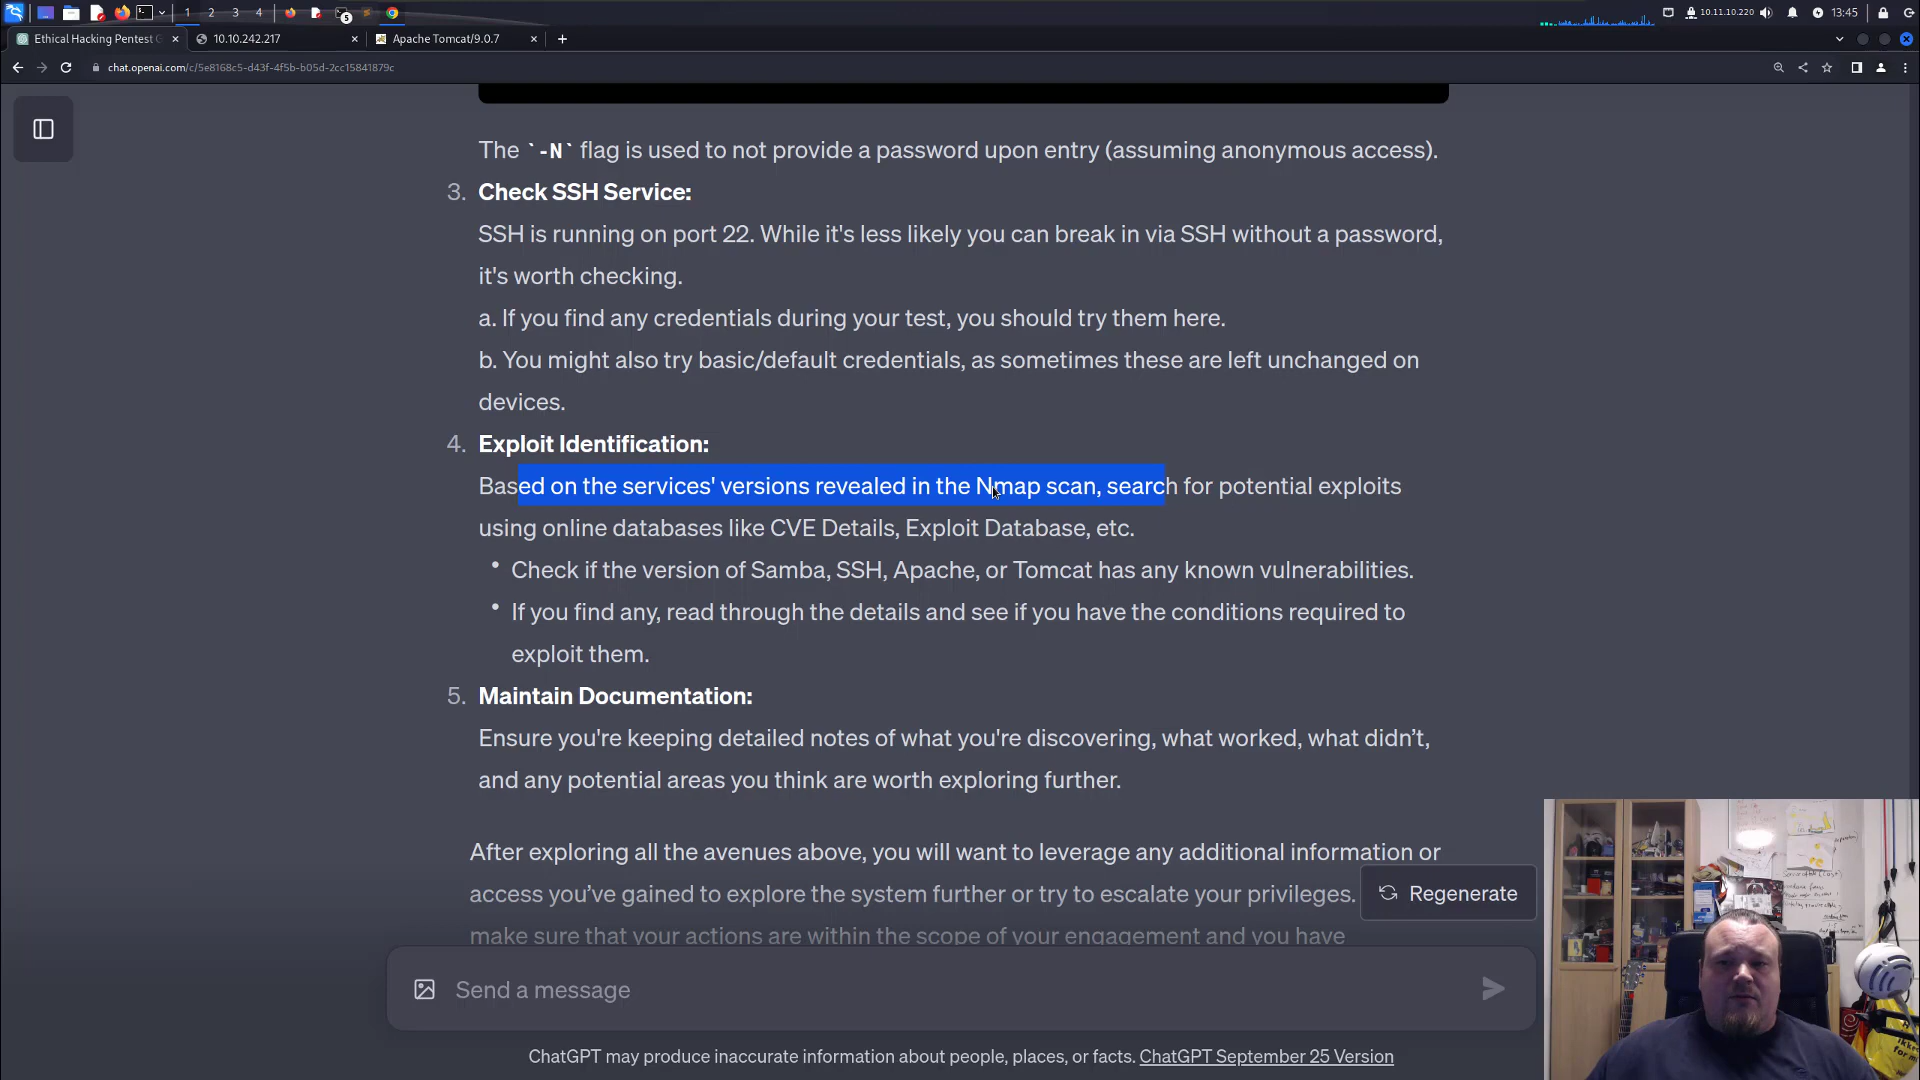 1 2 3 4
5
10.11.10.220
13:45
Ethical Hacking Pentest G
10.10.242.217
Apache Tomcat/9.0.7
chat.openai.com/c/5e8168c5-d43f-4f5b-b05d-2cc15841879c
The `-N` flag is used to not provide a password upon entry (assuming anonymous access).
3. Check SSH Service:
SSH is running on port 22. While it's less likely you can break in via SSH without a password,
it's worth checking.
a. If you find any credentials during your test, you should try them here.
b. You might also try basic/default credentials, as sometimes these are left unchanged on
devices.
4. Exploit Identification:
Based on the services' versions revealed in the Nmap scan, search for potential exploits
using online databases like CVE Details, Exploit Database, etc.
• Check if the version of Samba, SSH, Apache, or Tomcat has any known vulnerabilities.
• If you find any, read through the details and see if you have the conditions required to
exploit them.
5. Maintain Documentation:
Ensure you're keeping detailed notes of what you're discovering, what worked, what didn’t,
and any potential areas you think are worth exploring further.
After exploring all the avenues above, you will want to leverage any additional information or
access you’ve gained to explore the system further or try to escalate your privileges.
make sure that your actions are within the scope of your engagement and you have
Regenerate
Send a message
ChatGPT may produce inaccurate information about people, places, or facts. ChatGPT September 25 Version